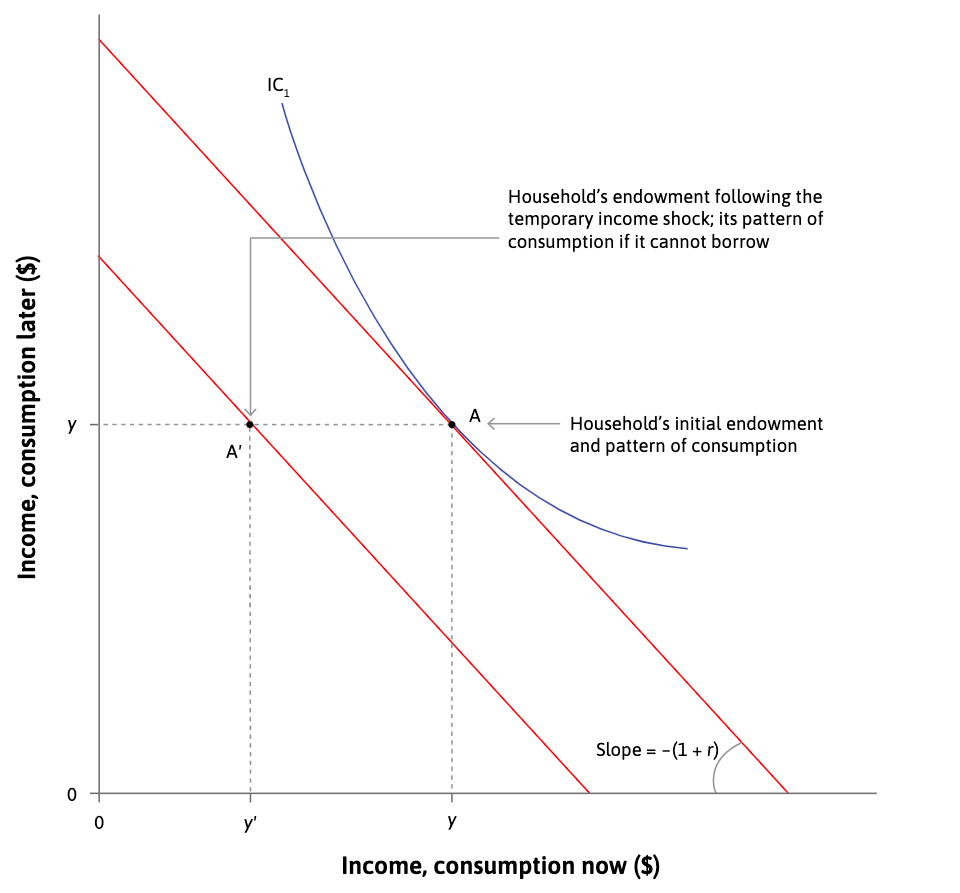 IC1
Household’s endowment following the
temporary income shock; its pattern of
consumption if it cannot borrow
Income, consumption later ($)
y
A′
A
Household’s initial endowment
and pattern of consumption
Slope = –(1 + r)
0
0
y′
y
Income, consumption now ($)